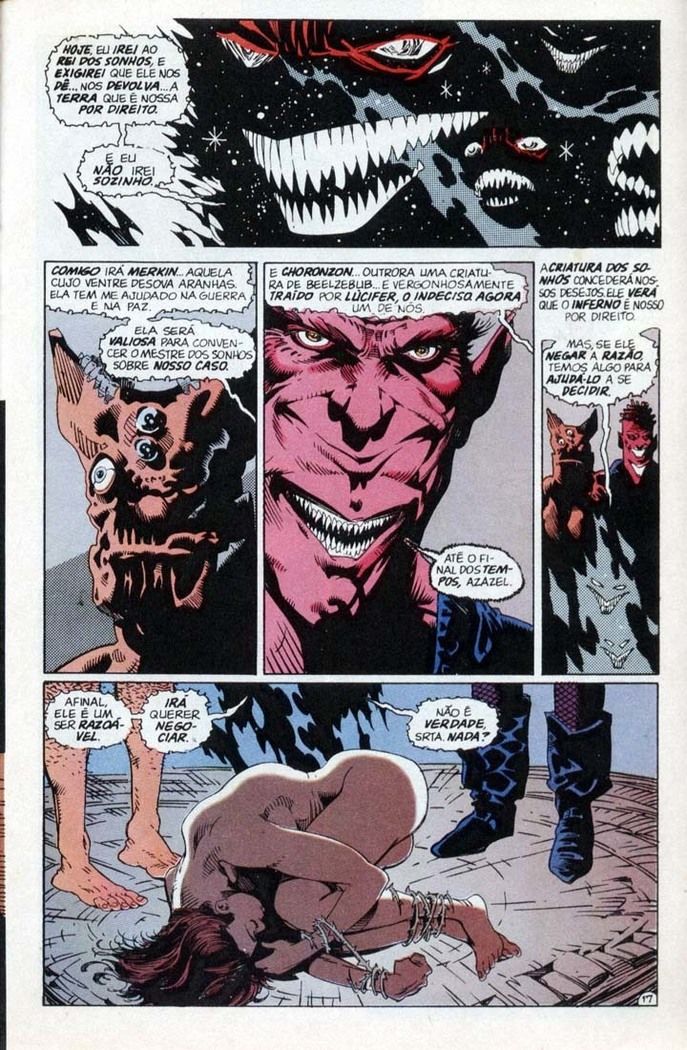 HOJE, EU IREI AO
REI DOS SONHOS, E
EXIGIREI QUE ELE NOS
DÊ... NOS DEVOLVA... A
TERRA QUE É NOSSA
POR DIREITO.
E EU
NÃO IREI
SOZINHO.
COMIGO IRÁ MERKIN... AQUELA
CUJO VENTRE DESOVA ARANHAS.
ELA TEM ME AJUDADO NA GUERRA
E NA PAZ.
ELA SERÁ
VALIOSA PARA CONVEN-
CER O MESTRE DOS SONHOS
SOBRE NOSSO CASO.
E CHORONZON... OUTRORA UMA CRIATU-
RA DE BEELZEBUB... E VERGONHOSAMENTE
TRAÍDO POR LÚCIFER, O INDECISO. AGORA
UM DE NÓS.
ATÉ O FI-
NAL DOS TEM-
POS, AZAZEL.
A CRIATURA DOS SO-
NHOS CONCEDERÁ NOS-
SOS DESEJOS. ELE VERÁ
QUE O INFERNO É NOSSO
POR DIREITO.
MAS, SE ELE
NEGAR A RAZÃO,
TEMOS ALGO PARA
AJUDÁ-LO A SE
DECIDIR.
AFINAL,
ELE É UM
SER RAZOÁ-
VEL.
IRÁ
QUERER
NEGO-
CIAR.
NÃO É
VERDADE,
SRTA. NADA?
17